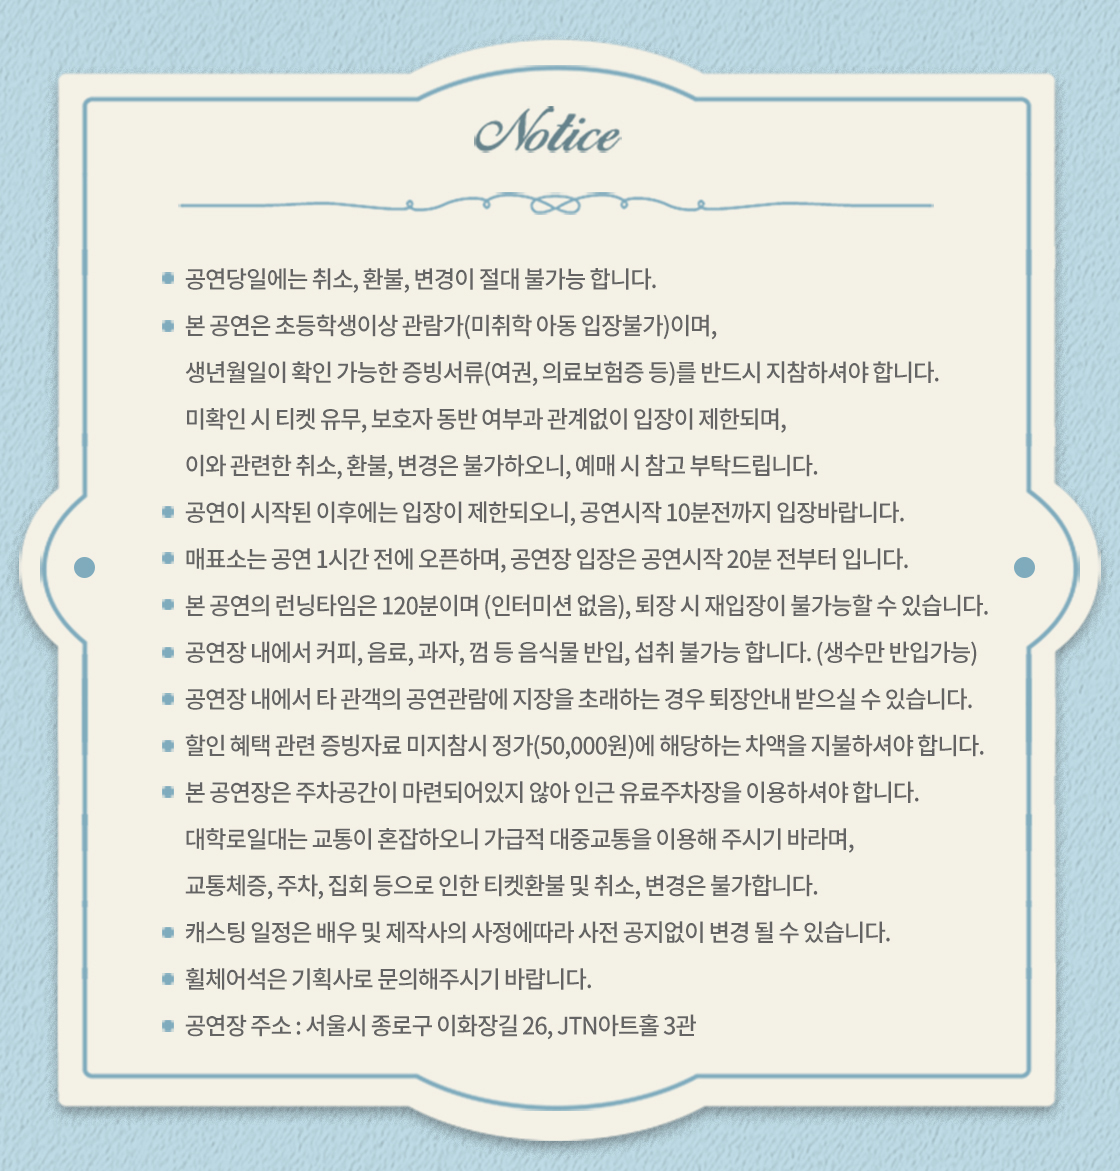 Notice
공연당일에는 취소, 환불, 변경이 절대 불가능 합니다.
본 공연은 초등학생이상 관람가(미취학 아동 입장불가)이며,
생년월일이 확인 가능한 증빙서류(여권, 의료보험증 등)를 반드시 지참하셔야 합니다.
미확인 시 티켓 유무, 보호자 동반 여부과 관계없이 입장이 제한되며,
이와 관련한 취소, 환불, 변경은 불가하오니, 예매 시 참고 부탁드립니다.
공연이 시작된 이후에는 입장이 제한되오니, 공연시작 10분전까지 입장바랍니다.
매표소는 공연 1시간 전에 오픈하며, 공연장 입장은 공연시작 20분 전부터 입니다.
본 공연의 런닝타임은 120분이며 (인터미션 없음), 퇴장 시 재입장이 불가능할 수 있습니다.
공연장 내에서 커피, 음료, 과자, 껌 등 음식물 반입, 섭취 불가능 합니다. (생수만 반입가능)
공연장 내에서 타 관객의 공연관람에 지장을 초래하는 경우 퇴장안내 받으실 수 있습니다.
할인 혜택 관련 증빙자료 미지참시 정가(50,000원)에 해당하는 차액을 지불하셔야 합니다.
본 공연장은 주차공간이 마련되어있지 않아 인근 유료주차장을 이용하셔야 합니다.
대학로일대는 교통이 혼잡하오니 가급적 대중교통을 이용해 주시기 바라며,
교통체증, 주차, 집회 등으로 인한 티켓환불 및 취소, 변경은 불가합니다.
캐스팅 일정은 배우 및 제작사의 사정에따라 사전 공지없이 변경 될 수 있습니다.
휠체어석은 기획사로 문의해주시기 바랍니다.
공연장 주소 : 서울시 종로구 이화장길 26, JTN아트홀 3관